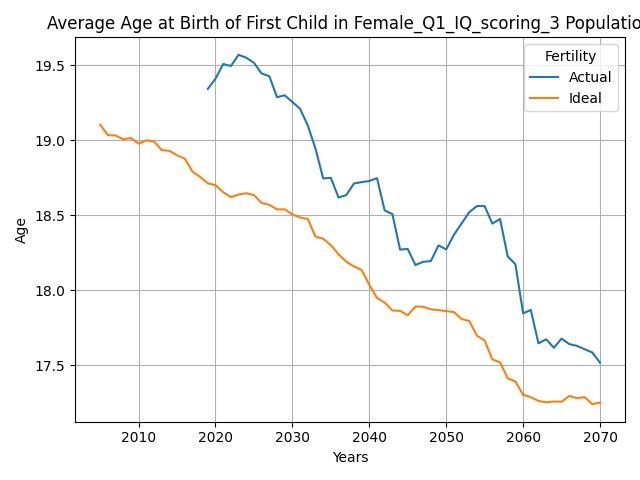 Average Age at Birth of First Child in Female_Q1_IQ_scoring_3 Populatio
Fertility
Actual
Ideal
19.5
19.0
18.5
18.0
17.5
Age
2010 2020 2030 2040 2050 2060 2070
Years